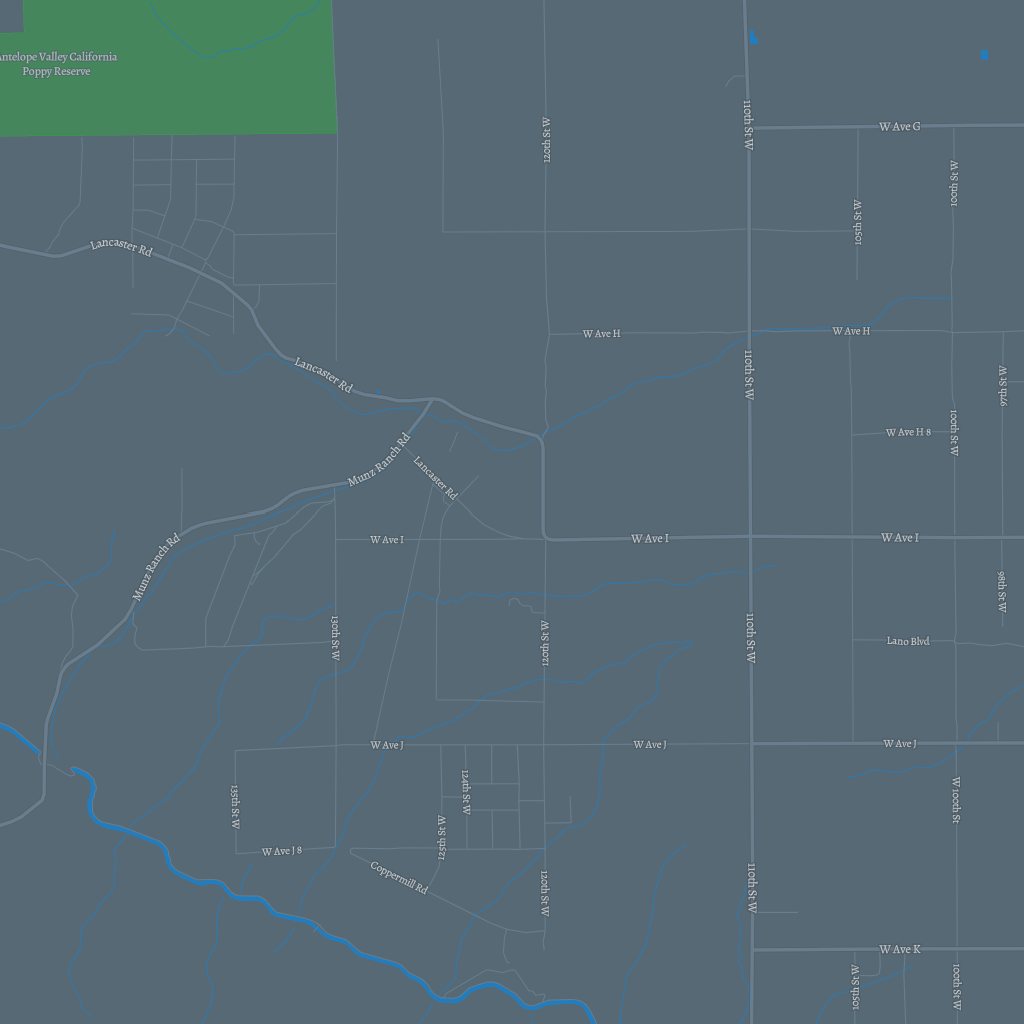 Antelope Valley California
Poppy Reserve
110th St W
W Ave G
120th St W
100th St W
105th St W
Lancaster Rd
W Ave H
W Ave H
110th St W
97th St W
Lancaster Rd
100th St W
W Ave H 8
Munz Ranch Rd
Lancaster Rd
W Ave I
W Ave I
W Ave I
Munz Ranch Rd
98th St W
130th St W
120th St W
110th St W
Lano Blvd
W Ave J
W Ave J
W Ave J
135th St W
124th St W
W 100th St
125th St W
W Ave J 8
Coppermill Rd
120th St W
110th St W
W Ave K
105th St W
100th St W